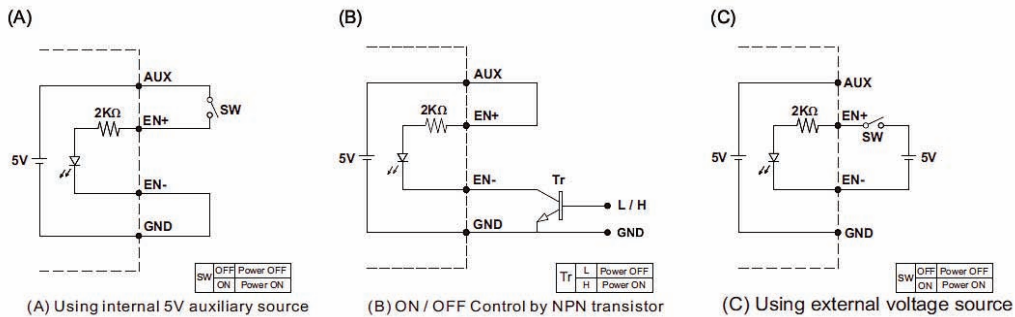 (A)
AUX
2KΩ
EN+
SW
5V
EN-
GND
SW OFF Power OFF
ON Power ON
(A) Using internal 5V auxiliary source
(B)
AUX
2KΩ
EN+
5V
EN-
Tr
L / H
GND
GND
Tr L Power OFF
H Power ON
(B) ON / OFF Control by NPN transistor
(C)
AUX
2KΩ
EN+
SW
5V
5V
EN-
GND
SW OFF Power OFF
ON Power ON
(C) Using external voltage source